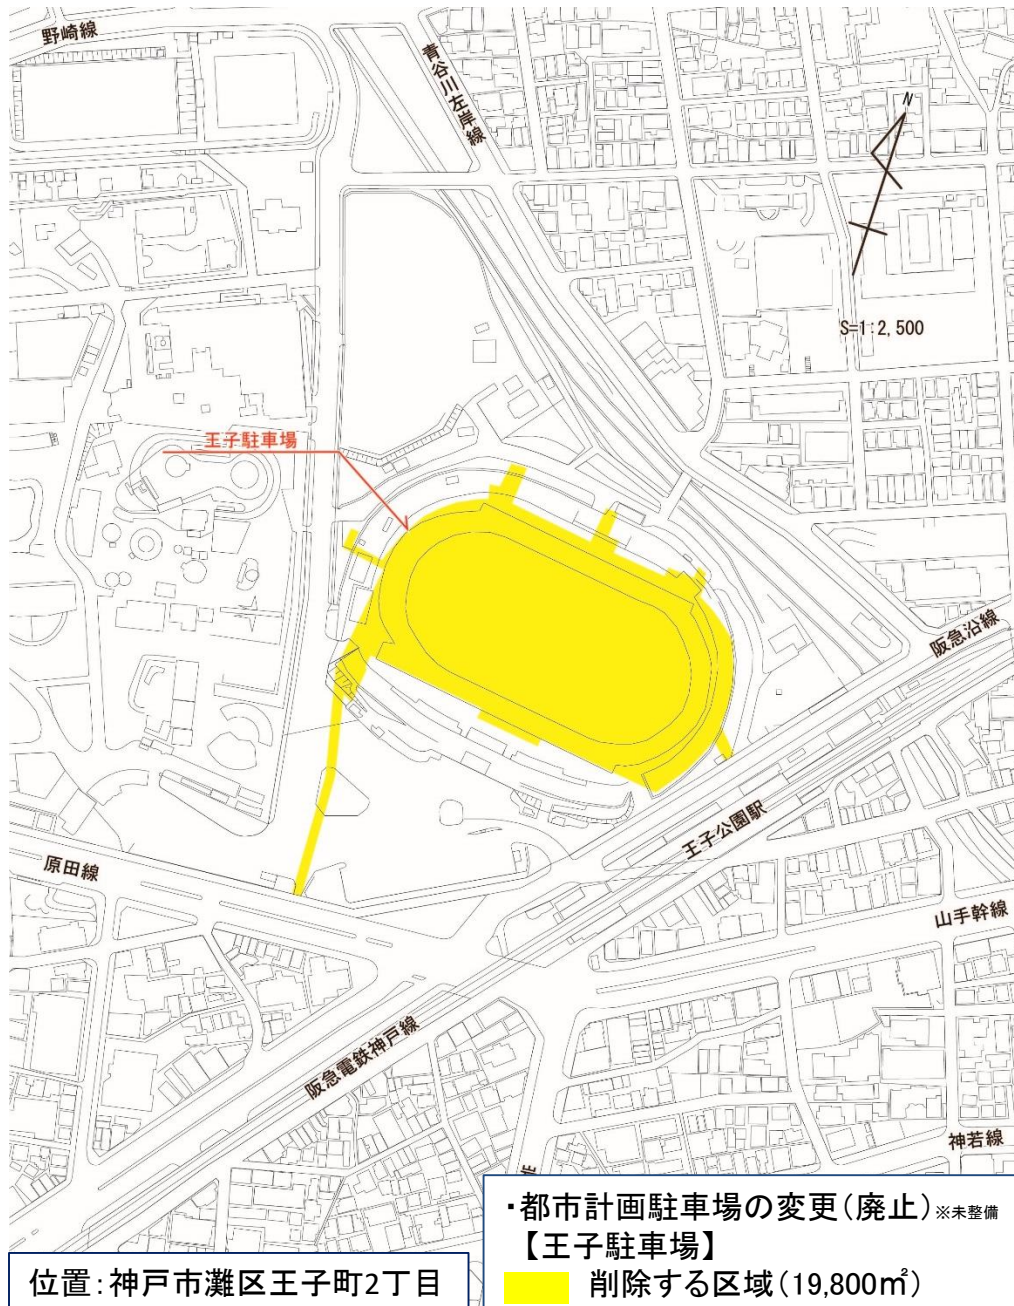 野崎線
青谷川左岸線
N
S=1:2,500
王子駐車場
阪急沿線
王子公園駅
原田線
山手幹線
阪急電鉄神戸線
神若線
・都市計画駐車場の変更(廃止)※未整備
【王子駐車場】
削除する区域(19,800㎡)
位置:神戸市灘区王子町2丁目